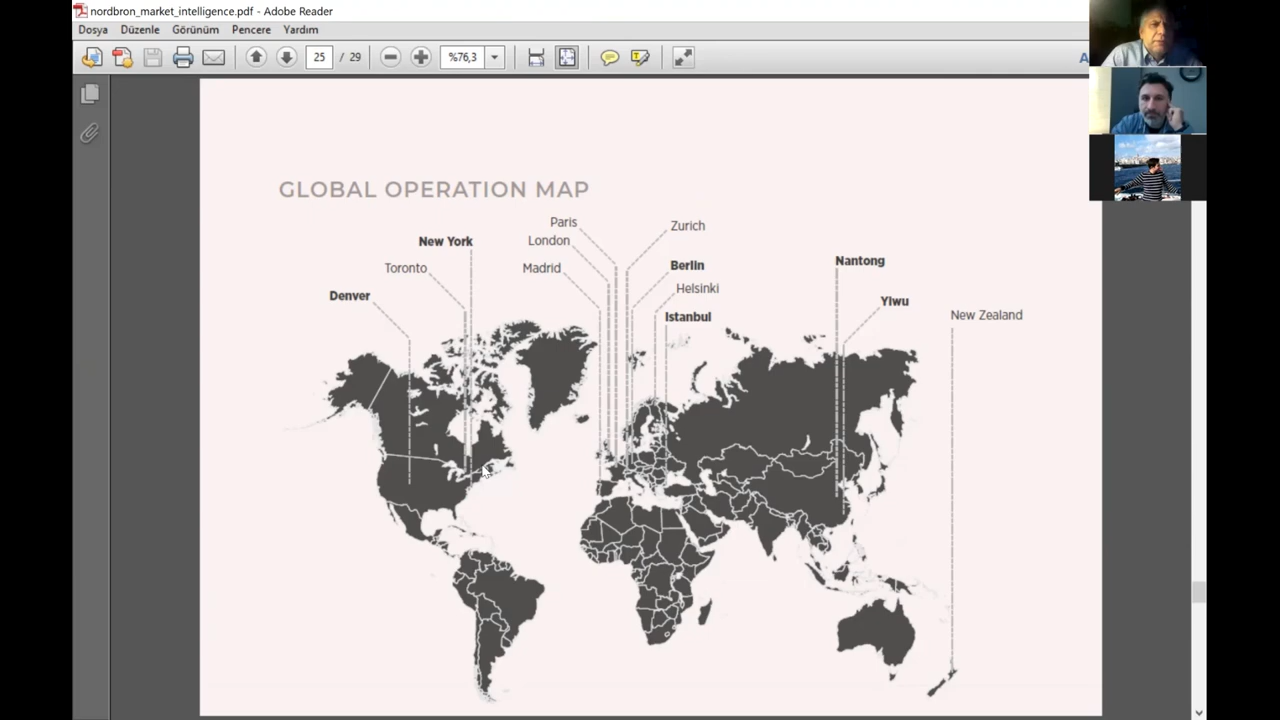 nordbron_market_intelligence.pdf - Adobe Reader
Dosya Düzenle Görünüm Pencere Yardım
25 / 29 %76,3
GLOBAL OPERATION MAP
Paris
Zurich
London
New York
Madrid
Berlin
Toronto
Nantong
Helsinki
Denver
Yiwu
Istanbul
New Zealand